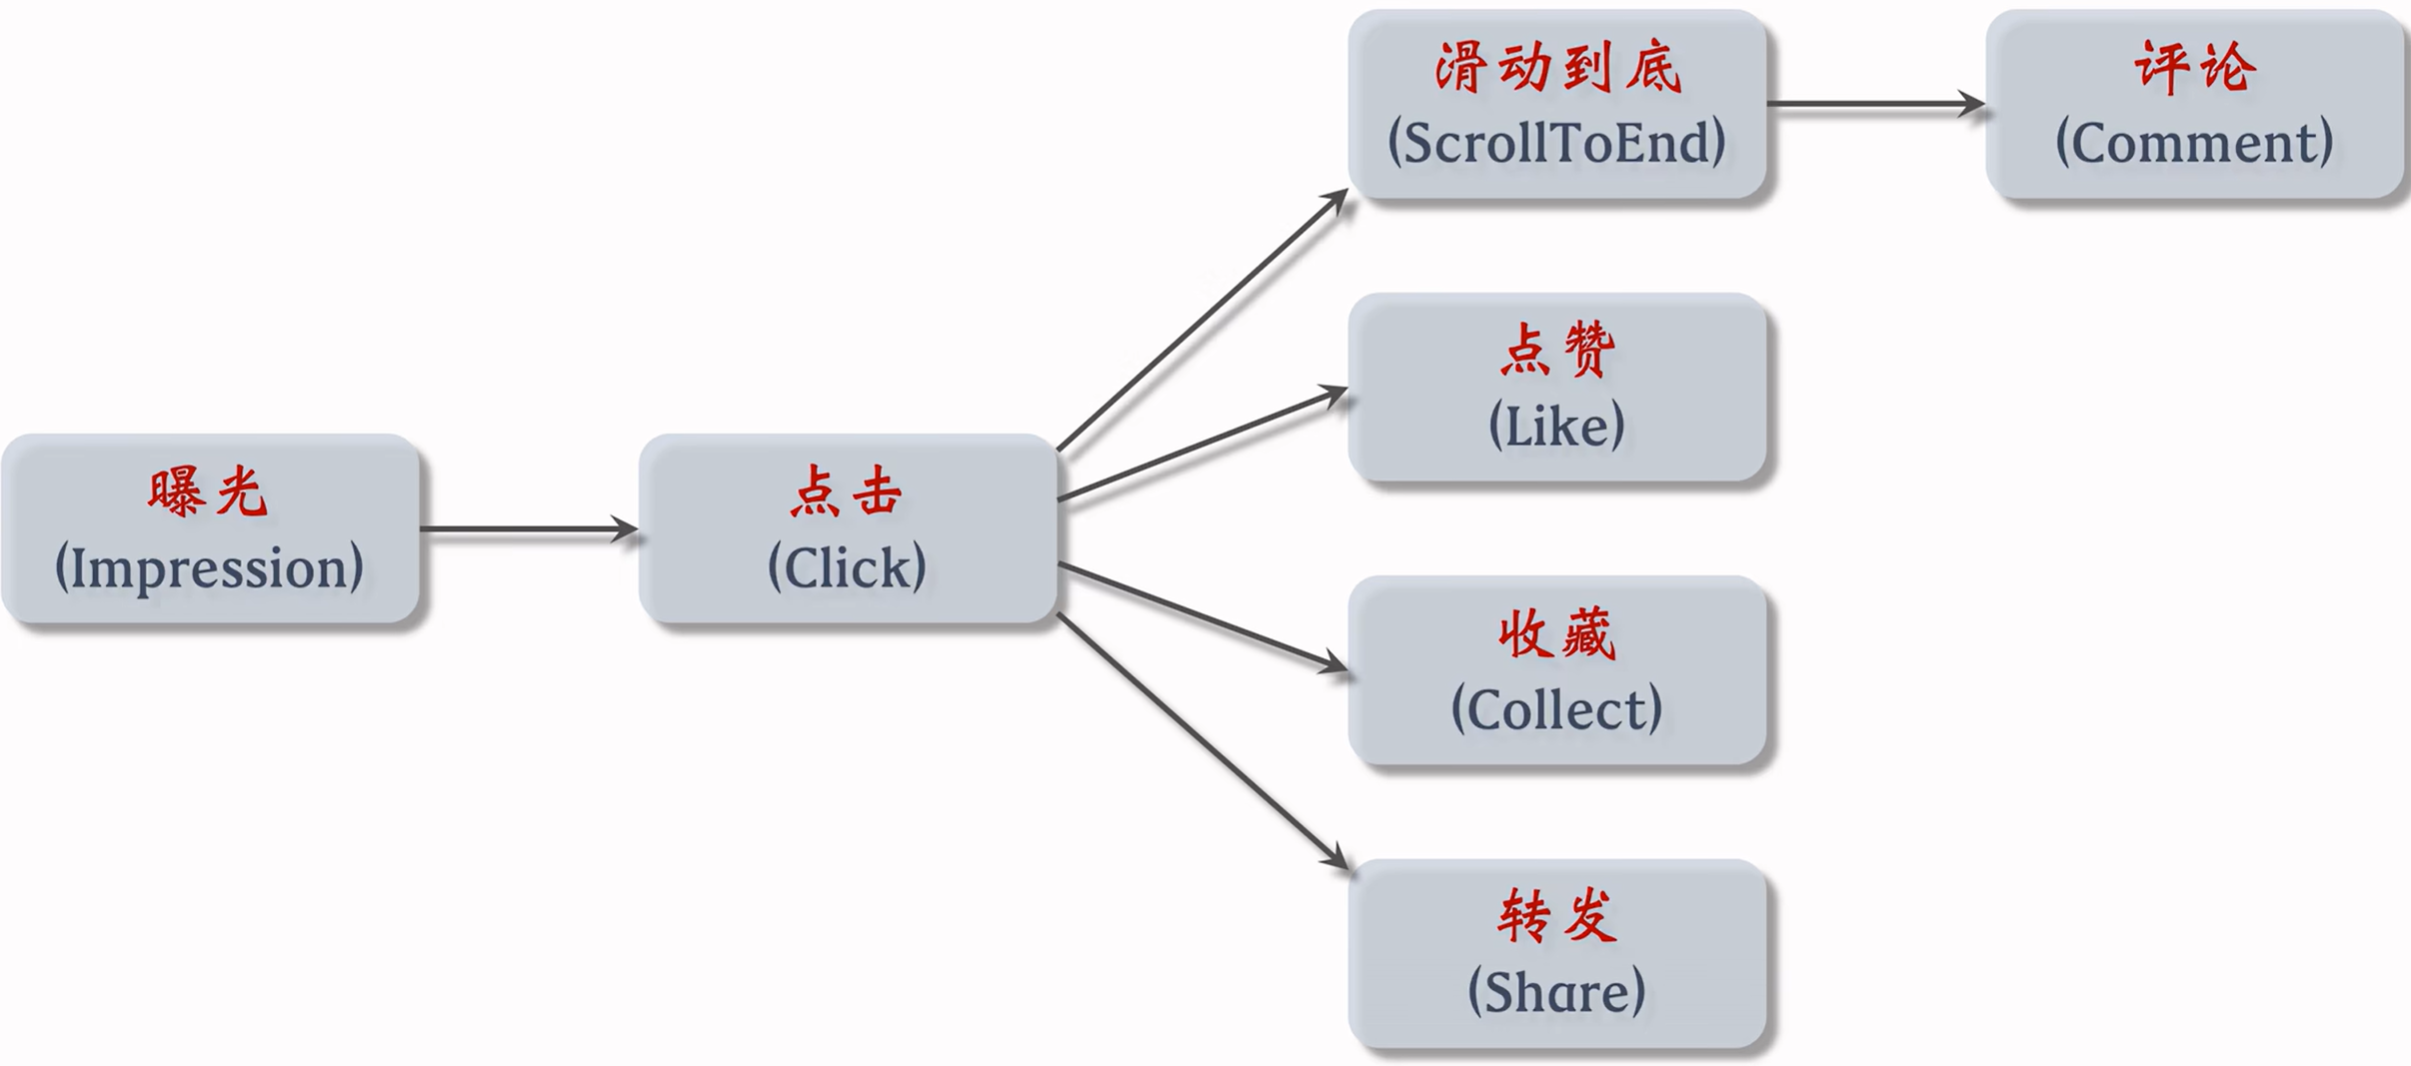 曝光
(Impression)
点击
(Click)
滑动到底
(ScrollToEnd)
评论
(Comment)
点赞
(Like)
收藏
(Collect)
转发
(Share)